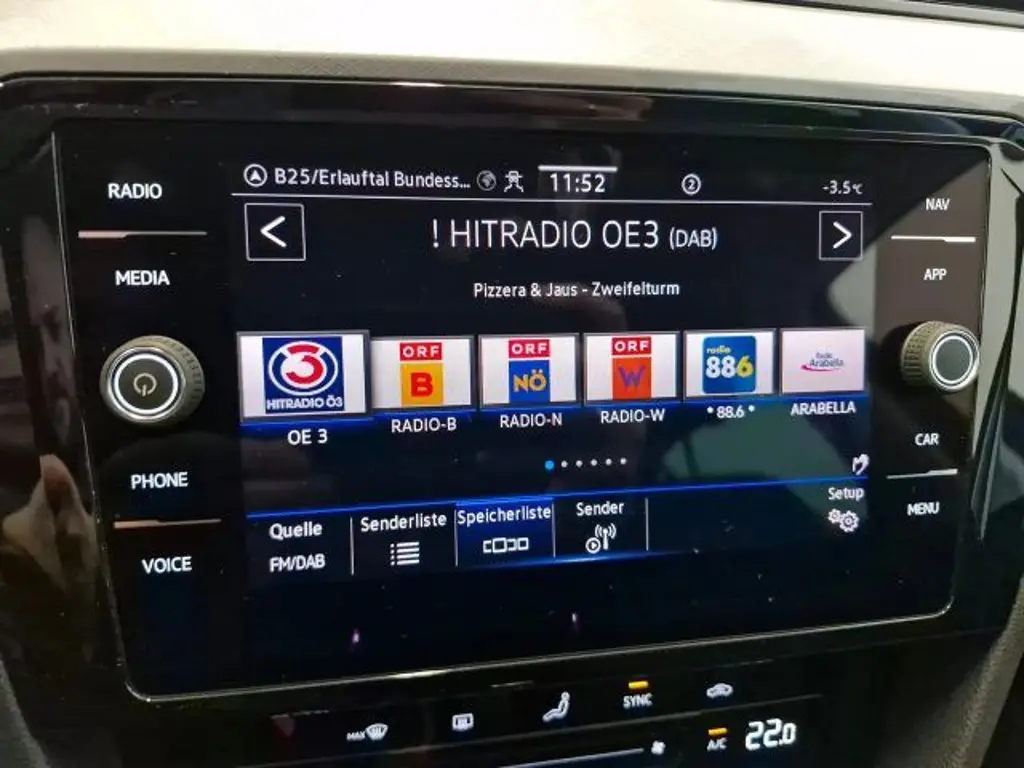 RADIO
MEDIA
PHONE
VOICE
B25/Erlauftal Bundess...
11:52
2
-3.5°C
< ! HITRADIO OE3 (DAB) >
Pizzera & Jaus - Zweifelturm
3
HITRADIO Ö3
ORF
B
ORF
NÖ
ORF
W
radio
886
Radio
Arabella
OE 3
RADIO-B
RADIO-N
RADIO-W
• 88.6 •
ARABELLA
Quelle
FM/DAB
Senderliste
Speicherliste
Sender
Setup
NAV
APP
CAR
MENU
MAX
SYNC
A/C
22.0